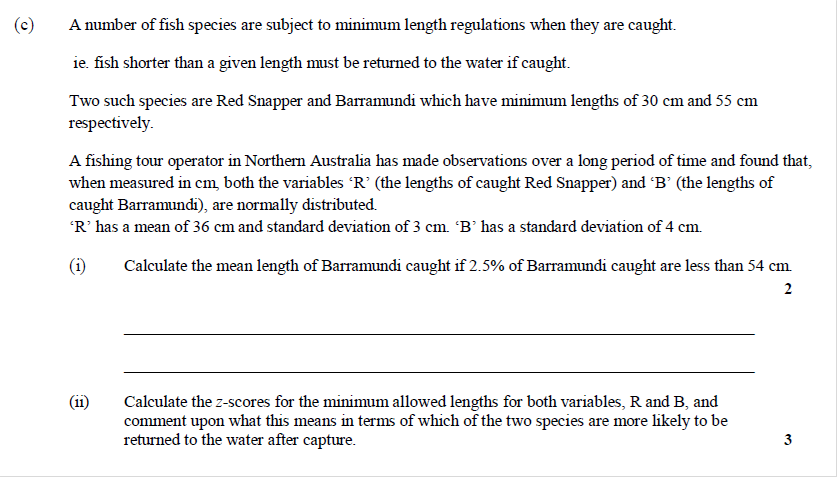 (c) A number of fish species are subject to minimum length regulations when they are caught.
ie. fish shorter than a given length must be returned to the water if caught.
Two such species are Red Snapper and Barramundi which have minimum lengths of 30 cm and 55 cm
respectively.
A fishing tour operator in Northern Australia has made observations over a long period of time and found that,
when measured in cm, both the variables ‘R’ (the lengths of caught Red Snapper) and ‘B’ (the lengths of
caught Barramundi), are normally distributed.
‘R’ has a mean of 36 cm and standard deviation of 3 cm. ‘B’ has a standard deviation of 4 cm.
(i) Calculate the mean length of Barramundi caught if 2.5% of Barramundi caught are less than 54 cm.
2
(ii) Calculate the z-scores for the minimum allowed lengths for both variables, R and B, and
comment upon what this means in terms of which of the two species are more likely to be
returned to the water after capture. 3